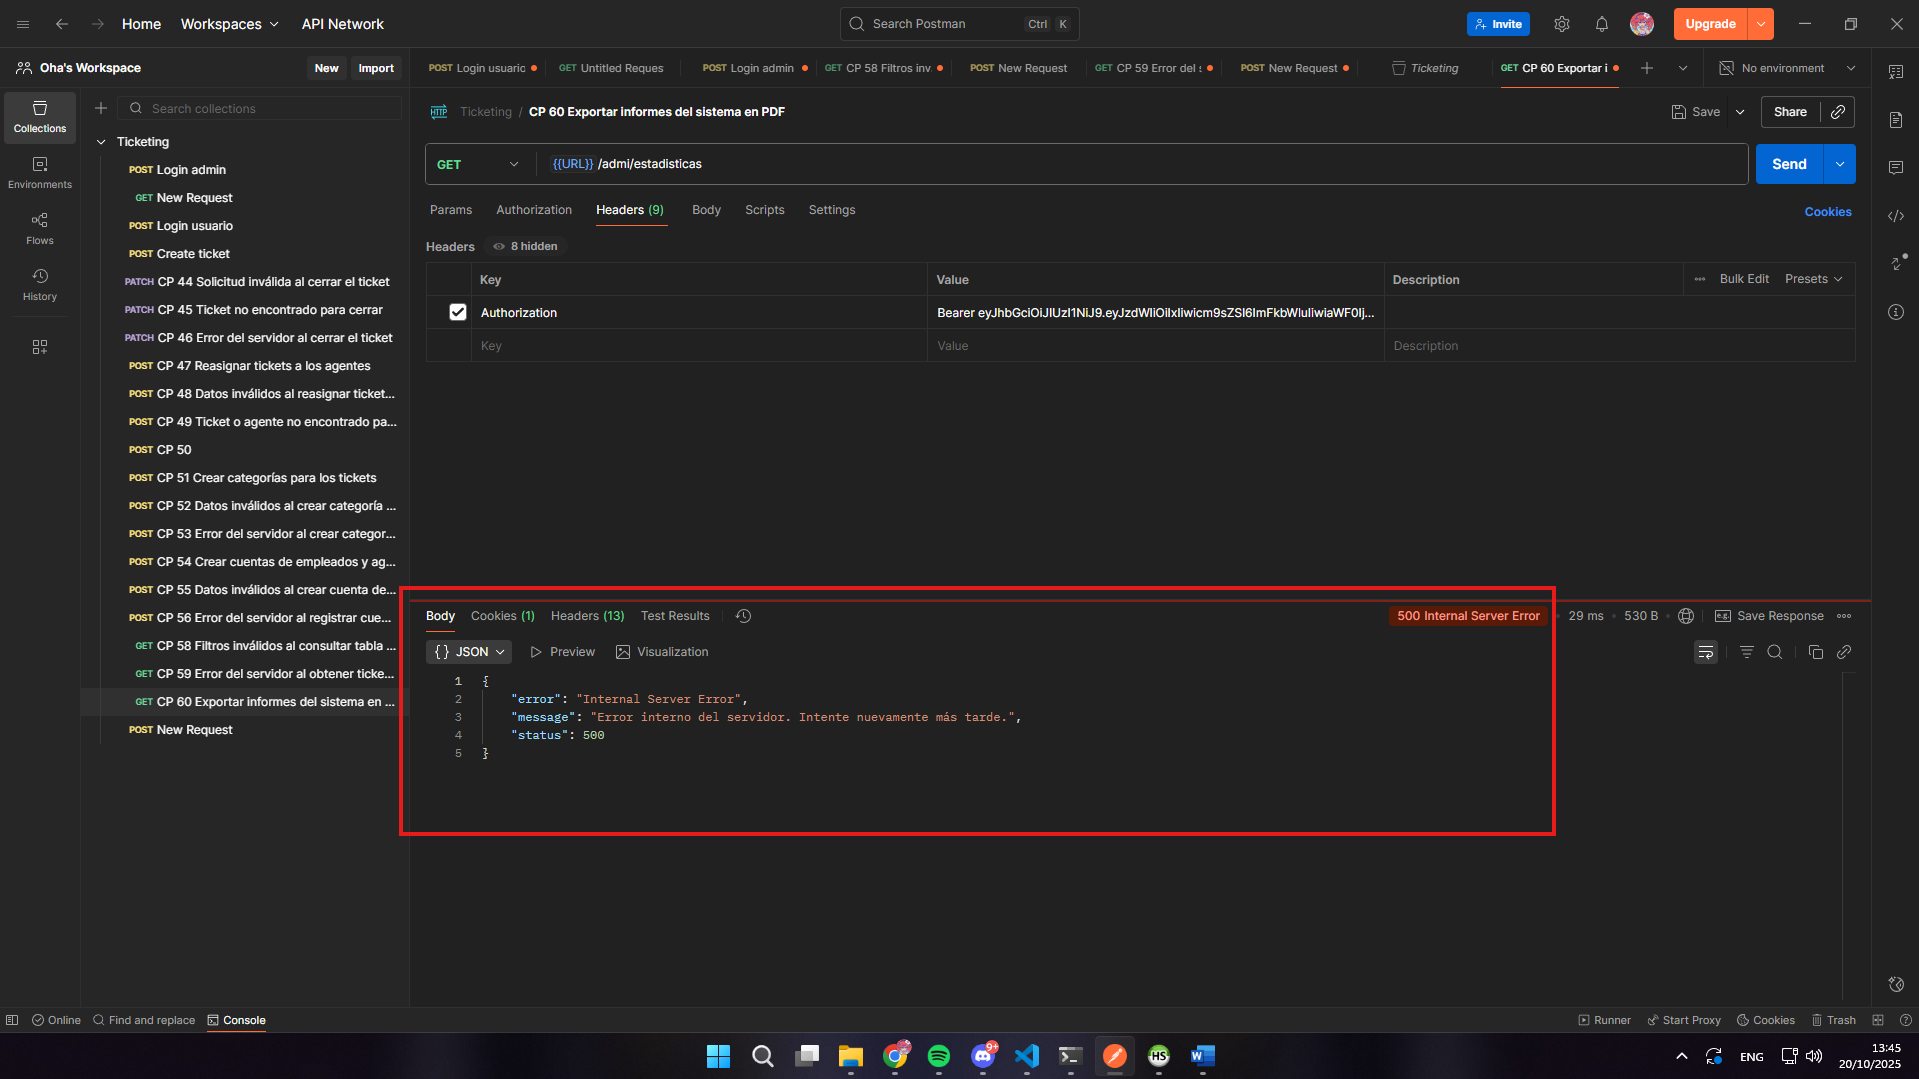 Home Workspaces API Network
Search Postman Ctrl K
Invite
Upgrade
Oha's Workspace
New Import
POST Login usuario
GET Untitled Reques
POST Login admin
GET CP 58 Filtros inv.
POST New Request
GET CP 59 Error del s
POST New Request
Ticketing
GET CP 60 Exportar i
No environment
Collections
Environments
Flows
History
Search collections
Ticketing
POST Login admin
GET New Request
POST Login usuario
POST Create ticket
PATCH CP 44 Solicitud inválida al cerrar el ticket
PATCH CP 45 Ticket no encontrado para cerrar
PATCH CP 46 Error del servidor al cerrar el ticket
POST CP 47 Reasignar tickets a los agentes
POST CP 48 Datos inválidos al reasignar ticket...
POST CP 49 Ticket o agente no encontrado pa...
POST CP 50
POST CP 51 Crear categorías para los tickets
POST CP 52 Datos inválidos al crear categoría ...
POST CP 53 Error del servidor al crear categor...
POST CP 54 Crear cuentas de empleados y ag...
POST CP 55 Datos inválidos al crear cuenta de...
POST CP 56 Error del servidor al registrar cue...
GET CP 58 Filtros inválidos al consultar tabla ...
GET CP 59 Error del servidor al obtener ticke...
GET CP 60 Exportar informes del sistema en ...
POST New Request
HTTP Ticketing / CP 60 Exportar informes del sistema en PDF
Save Share
GET {{URL}} /admi/estadisticas
Send
Params Authorization Headers (9) Body Scripts Settings
Cookies
Headers 8 hidden
Key Value Description Bulk Edit Presets
Authorization
Key Value Description
Body Cookies (1) Headers (13) Test Results
500 Internal Server Error 29 ms 530 B Save Response
{} JSON Preview Visualization
1 {
2 "error": "Internal Server Error",
3 "message": "Error interno del servidor. Intente nuevamente más tarde.",
4 "status": 500
5 }
Online Find and replace Console
Runner Start Proxy Cookies Trash
9+
HS
ENG
13:45
20/10/2025